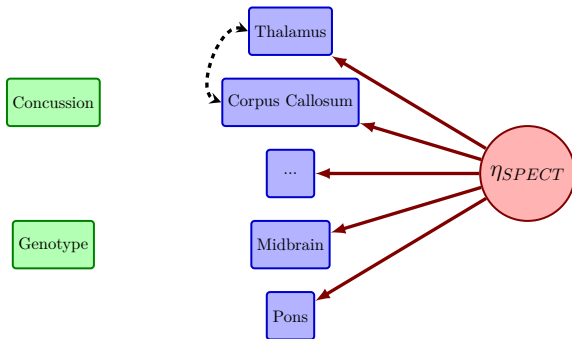 Thalamus
Concussion
Corpus Callosum
...
η_SPECT
Genotype
Midbrain
Pons